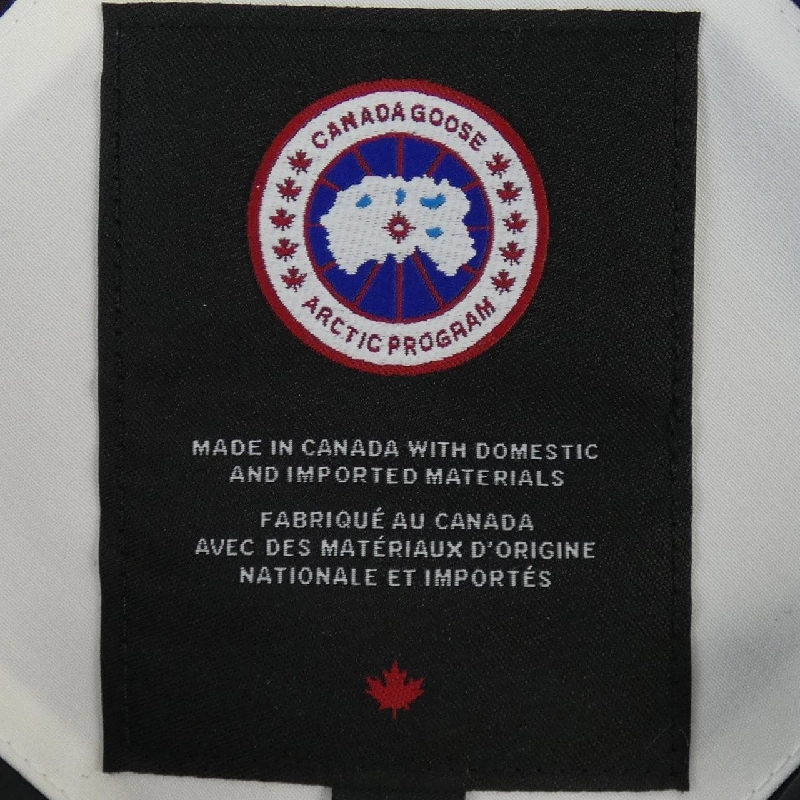 CANADA GOOSE
ARCTIC PROGRAM
MADE IN CANADA WITH DOMESTIC
AND IMPORTED MATERIALS
FABRIQUÉ AU CANADA
AVEC DES MATÉRIAUX D'ORIGINE
NATIONALE ET IMPORTÉS